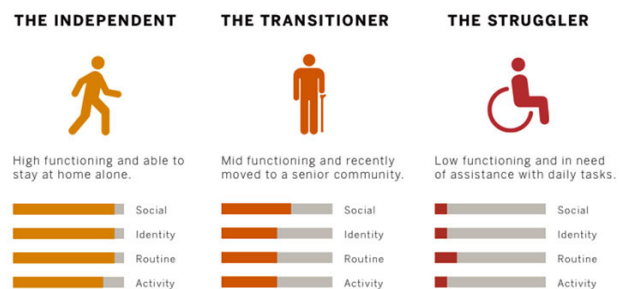 THE INDEPENDENT
High functioning and able to
stay at home alone.
Social
Identity
Routine
Activity
THE TRANSITIONER
Mid functioning and recently
moved to a senior community.
Social
Identity
Routine
Activity
THE STRUGGLER
Low functioning and in need
of assistance with daily tasks.
Social
Identity
Routine
Activity